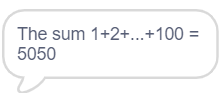 The sum 1+2+...+100 =
5050